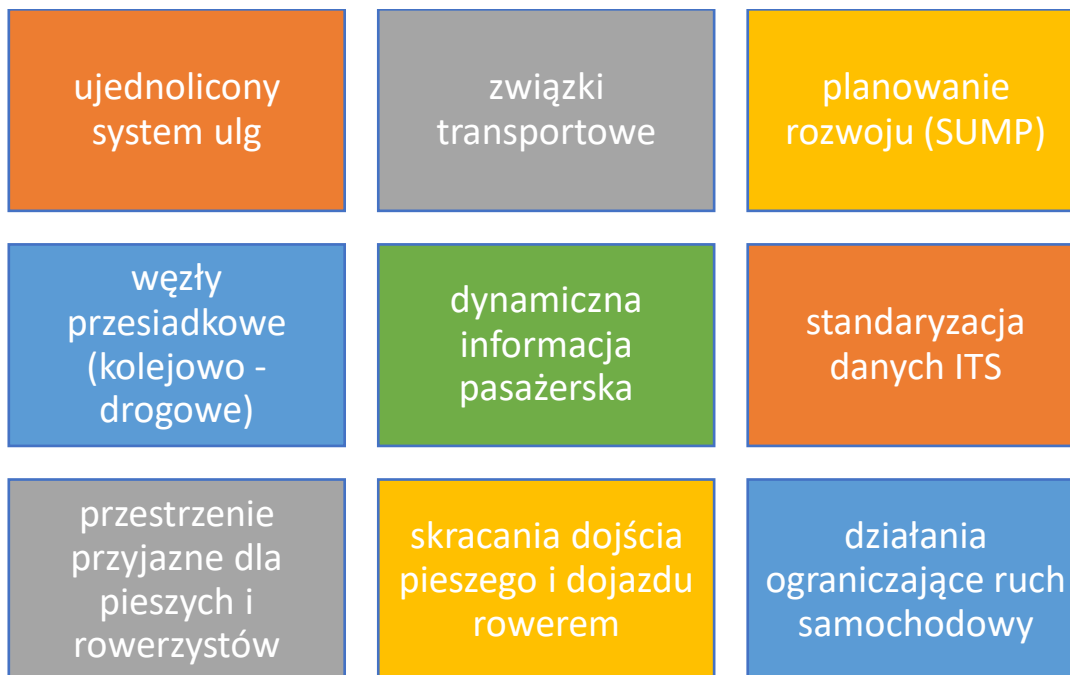 ujednolicony
system ulg
związki
transportowe
planowanie
rozwoju (SUMP)
węzły
przesiadkowe
(kolejowo -
drogowe)
dynamiczna
informacja
pasażerska
standaryzacja
danych ITS
przestrzenie
przyjazne dla
pieszych i
rowerzystów
skracania dojścia
pieszego i dojazdu
rowerem
działania
ograniczające ruch
samochodowy